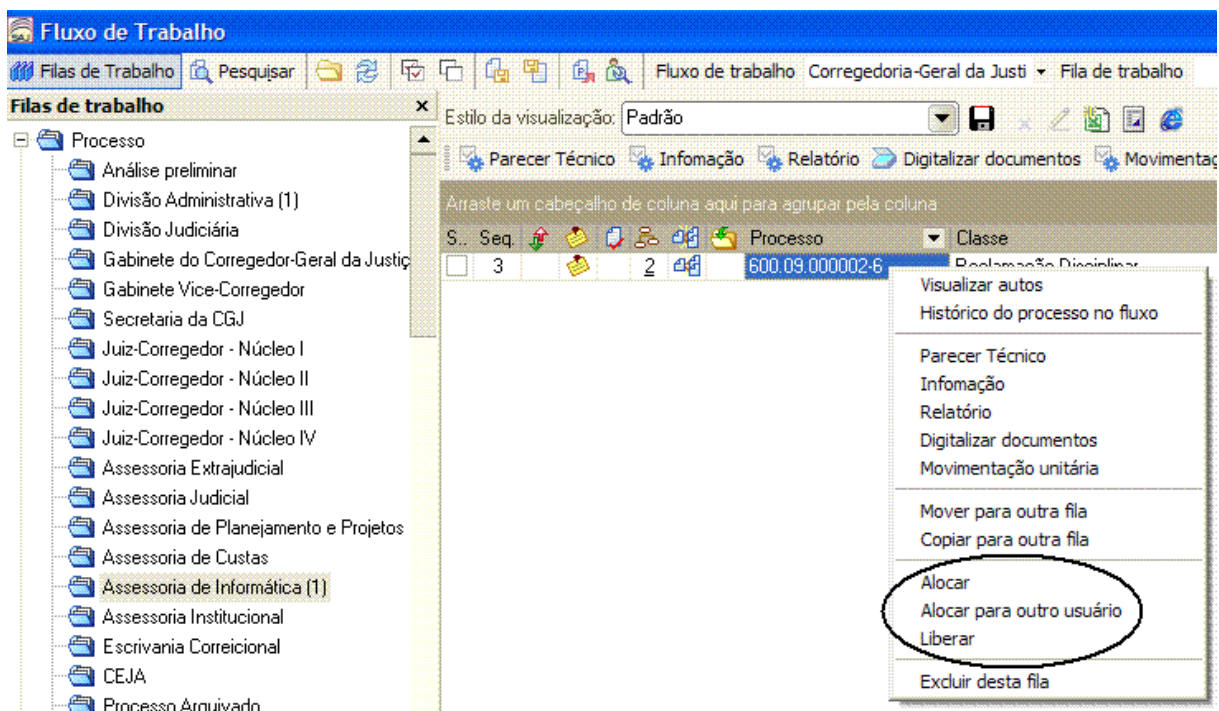 Fluxo de Trabalho
Filas de Trabalho Pesquisar Fluxo de trabalho Corregedoria-Geral da Justi Fila de trabalho
Filas de trabalho x
Estilo da visualização: Padrão
Processo
Análise preliminar
Divisão Administrativa (1)
Divisão Judiciária
Gabinete do Corregedor-Geral da Justiç
Gabinete Vice-Corregedor
Secretaria da CGJ
Juiz-Corregedor - Núcleo I
Juiz-Corregedor - Núcleo II
Juiz-Corregedor - Núcleo III
Juiz-Corregedor - Núcleo IV
Assessoria Extrajudicial
Assessoria Judicial
Assessoria de Planejamento e Projetos
Assessoria de Custas
Assessoria de Informática (1)
Assessoria Institucional
Escrivania Correicional
CEJA
Processo Arquivado
Parecer Técnico Infomação Relatório Digitalizar documentos Movimentaç
Arraste um cabeçalho de coluna aqui para agrupar pela coluna
S.. Seq. Processo Classe
3 2 600.09.000002-6 Reclamação Disciplinar
Visualizar autos
Histórico do processo no fluxo
Parecer Técnico
Infomação
Relatório
Digitalizar documentos
Movimentação unitária
Mover para outra fila
Copiar para outra fila
Alocar
Alocar para outro usuário
Liberar
Excluir desta fila